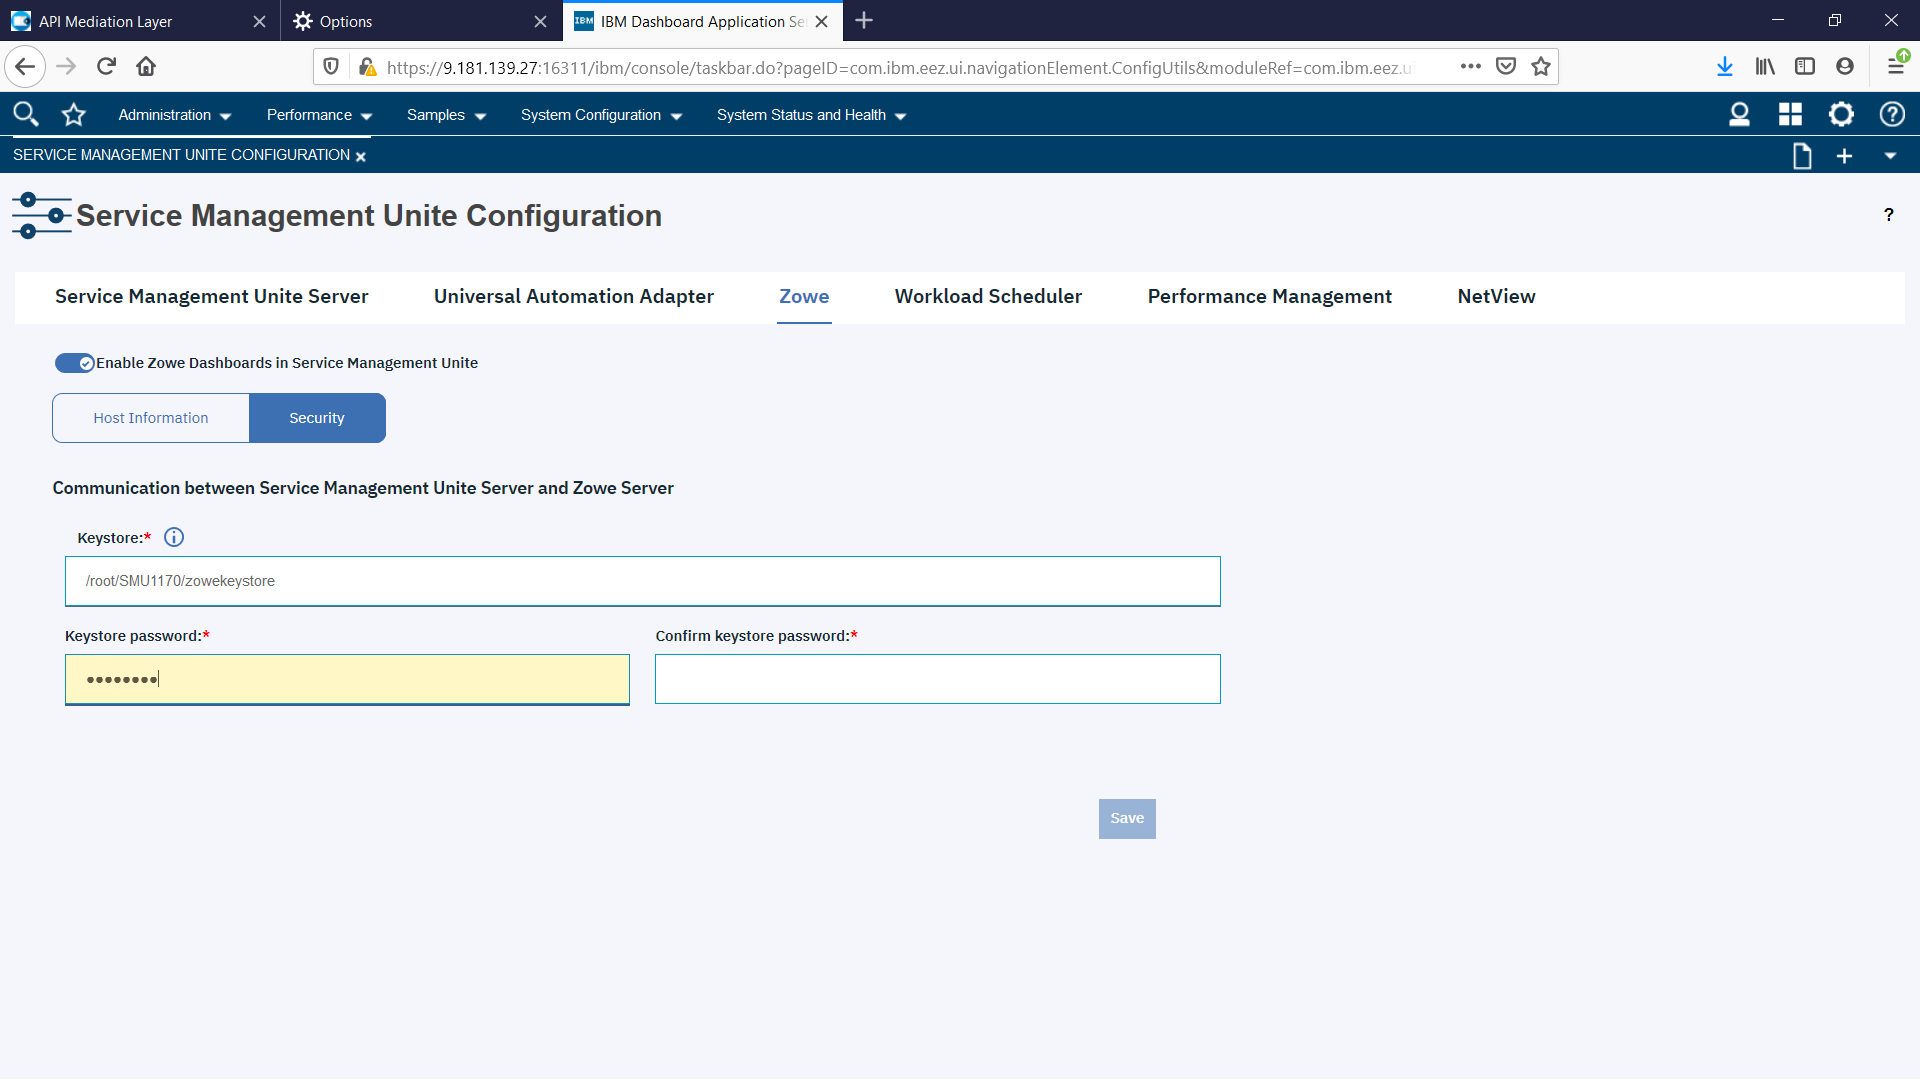 API Mediation Layer
Options
IBM IBM Dashboard Application Se
https://9.181.139.27:16311/ibm/console/taskbar.do?pageID=com.ibm.eez.ui.navigationElement.ConfigUtils&moduleRef=com.ibm.eez.u
Administration Performance Samples System Configuration System Status and Health
SERVICE MANAGEMENT UNITE CONFIGURATION
Service Management Unite Configuration
?
Service Management Unite Server Universal Automation Adapter Zowe Workload Scheduler Performance Management NetView
Enable Zowe Dashboards in Service Management Unite
Host Information Security
Communication between Service Management Unite Server and Zowe Server
Keystore:*
/root/SMU1170/zowekeystore
Keystore password:* Confirm keystore password:*
••••••••
Save